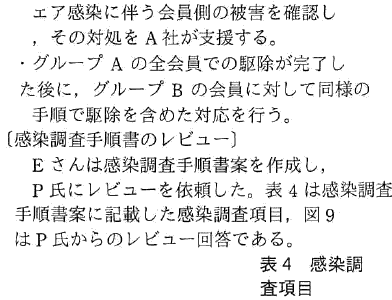 ェア感染に伴う会員側の被害を確認し
，その対処を A 社が支援する。
・グループ A の全会員での駆除が完了し
た後に，グループ B の会員に対して同様の
手順で駆除を含めた対応を行う。
〔感染調査手順書のレビュー〕
E さんは感染調査手順書案を作成し，
P 氏にレビューを依頼した。表 4 は感染調査
手順書案に記載した感染調査項目，図 9
は P 氏からのレビュー回答である。
表 4　感染調
査項目